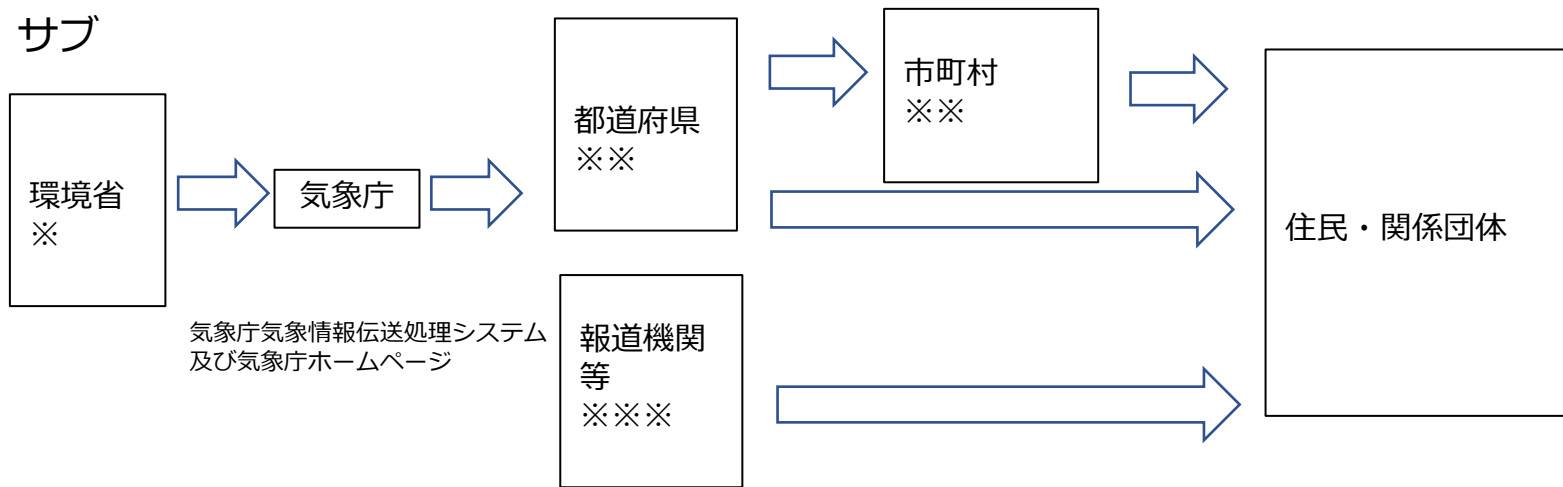 サブ
環境省
※
気象庁
気象庁気象情報伝送処理システム
及び気象庁ホームページ
都道府県
※※
報道機関
等
※※※
市町村
※※
住民・関係団体